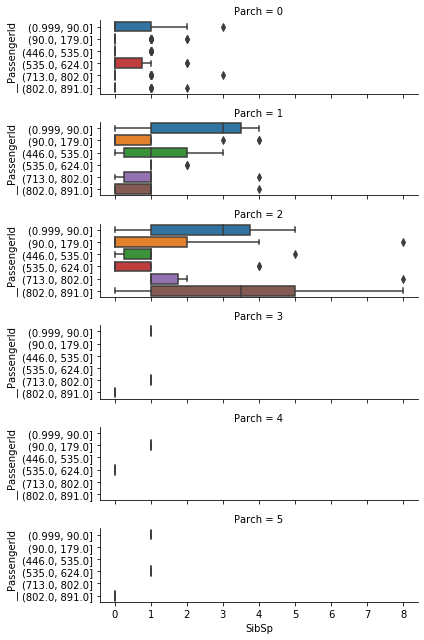 Parch = 0
PassengerId
(0.999, 90.0]
(90.0, 179.0]
(446.0, 535.0]
(535.0, 624.0]
(713.0, 802.0]
(802.0, 891.0]
Parch = 1
PassengerId
(0.999, 90.0]
(90.0, 179.0]
(446.0, 535.0]
(535.0, 624.0]
(713.0, 802.0]
(802.0, 891.0]
Parch = 2
PassengerId
(0.999, 90.0]
(90.0, 179.0]
(446.0, 535.0]
(535.0, 624.0]
(713.0, 802.0]
(802.0, 891.0]
Parch = 3
PassengerId
(0.999, 90.0]
(90.0, 179.0]
(446.0, 535.0]
(535.0, 624.0]
(713.0, 802.0]
(802.0, 891.0]
Parch = 4
PassengerId
(0.999, 90.0]
(90.0, 179.0]
(446.0, 535.0]
(535.0, 624.0]
(713.0, 802.0]
(802.0, 891.0]
Parch = 5
PassengerId
(0.999, 90.0]
(90.0, 179.0]
(446.0, 535.0]
(535.0, 624.0]
(713.0, 802.0]
(802.0, 891.0]
0 1 2 3 4 5 6 7 8
SibSp